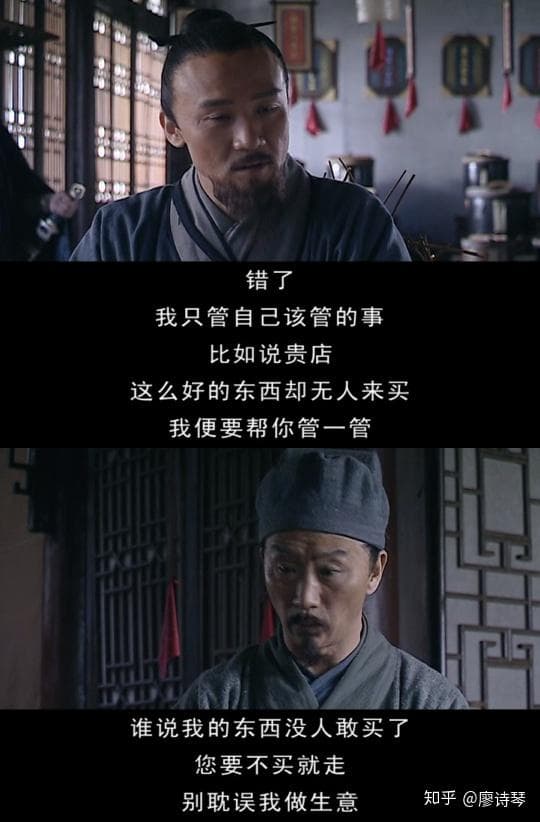 错了
我只管自己该管的事
比如说贵店
这么好的东西却无人来买
我便要帮你管一管
谁说我的东西没人敢买了
您要不买就走
别耽误我做生意
知乎 @廖诗琴